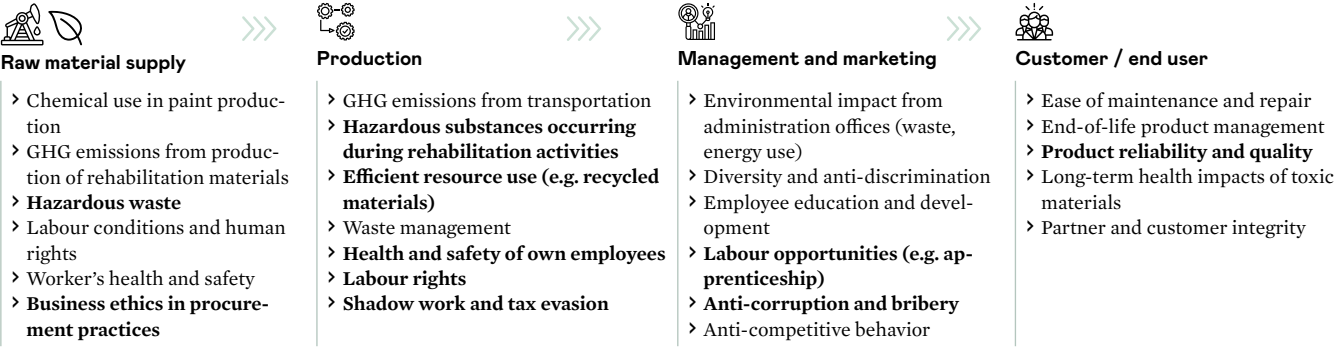 Raw material supply
› Chemical use in paint produc-
tion
› GHG emissions from produc-
tion of rehabilitation materials
› Hazardous waste
› Labour conditions and human
rights
› Worker’s health and safety
› Business ethics in procure-
ment practices
Production
› GHG emissions from transportation
› Hazardous substances occurring
during rehabilitation activities
› Efficient resource use (e.g. recycled
materials)
› Waste management
› Health and safety of own employees
› Labour rights
› Shadow work and tax evasion
Management and marketing
› Environmental impact from
administration offices (waste,
energy use)
› Diversity and anti-discrimination
› Employee education and devel-
opment
› Labour opportunities (e.g. ap-
prenticeship)
› Anti-corruption and bribery
› Anti-competitive behavior
Customer / end user
› Ease of maintenance and repair
› End-of-life product management
› Product reliability and quality
› Long-term health impacts of toxic
materials
› Partner and customer integrity